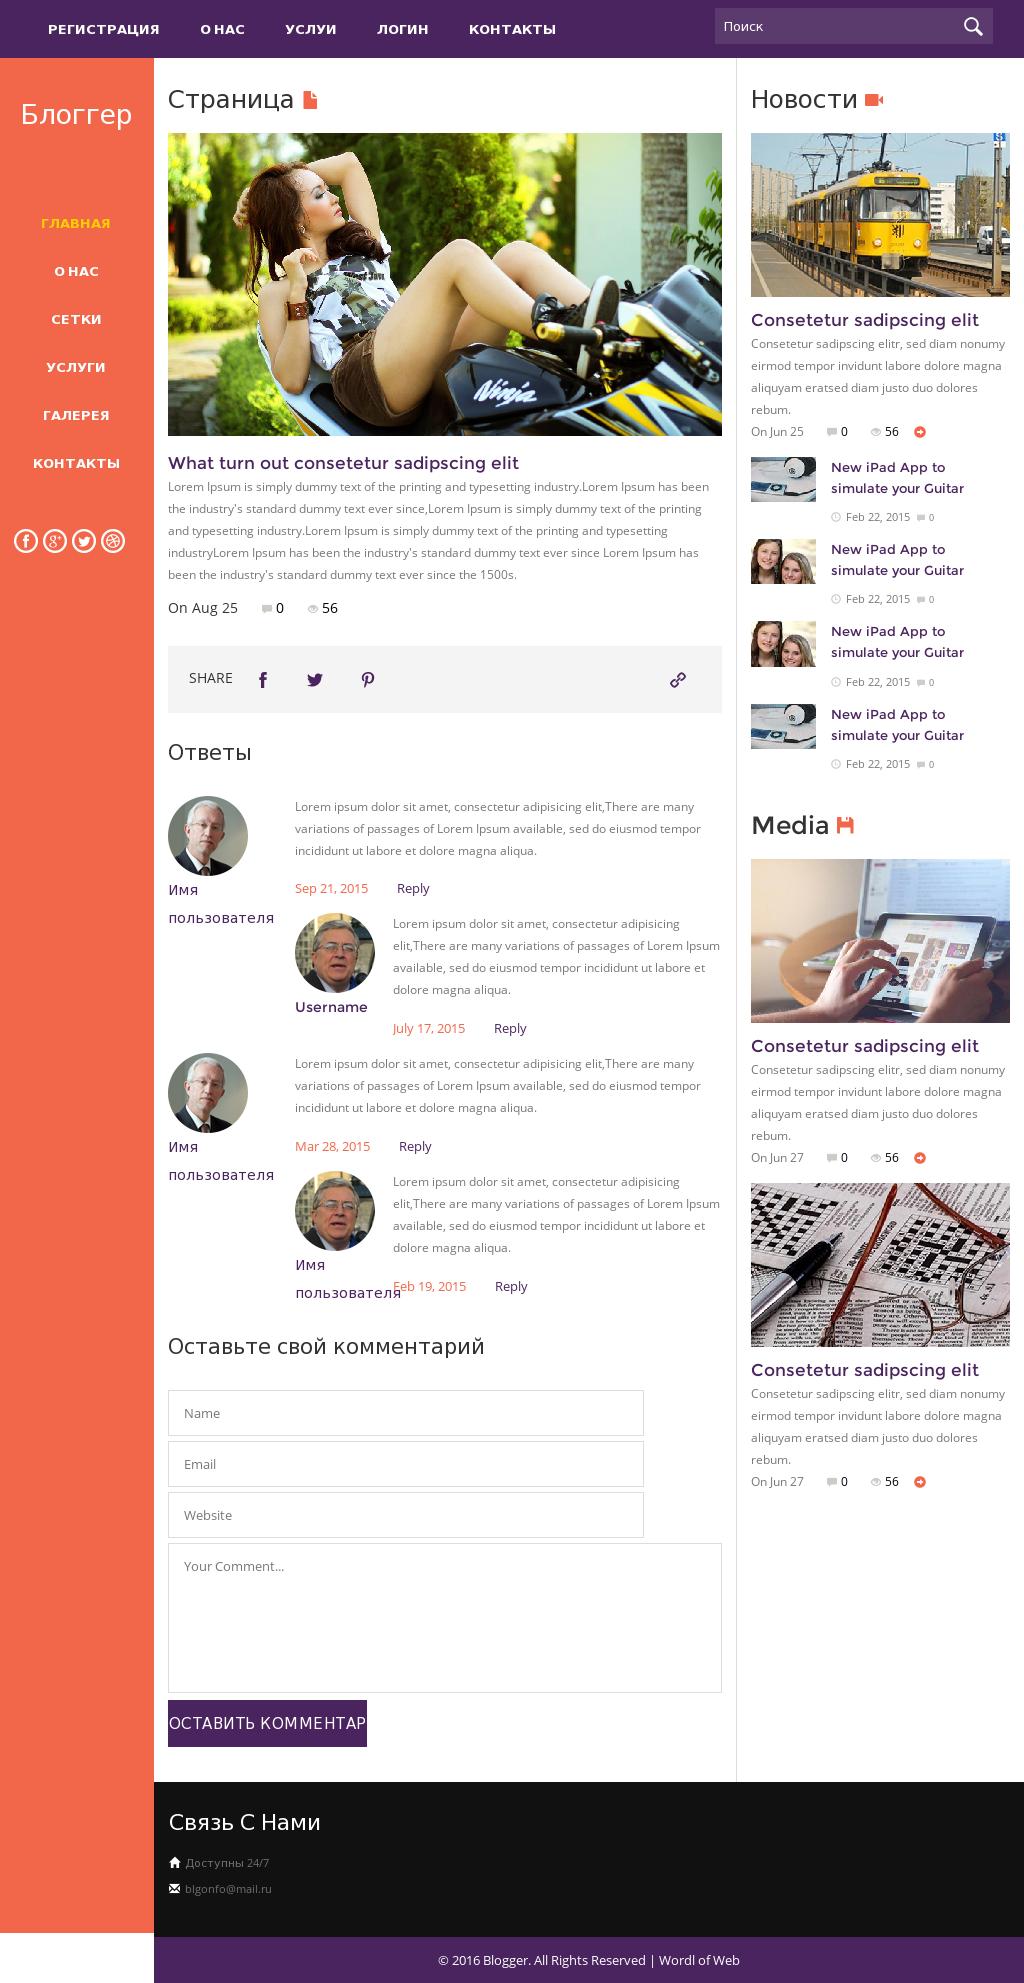 РЕГИСТРАЦИЯ О НАС УСЛУИ ЛОГИН КОНТАКТЫ Поиск
Блоггер
ГЛАВНАЯ
О НАС
СЕТКИ
УСЛУГИ
ГАЛЕРЕЯ
КОНТАКТЫ
Страница
Ninja
What turn out consetetur sadipscing elit
Lorem Ipsum is simply dummy text of the printing and typesetting industry.Lorem Ipsum has been
the industry's standard dummy text ever since,Lorem Ipsum is simply dummy text of the printing
and typesetting industry.Lorem Ipsum is simply dummy text of the printing and typesetting
industryLorem Ipsum has been the industry's standard dummy text ever since Lorem Ipsum has
been the industry's standard dummy text ever since the 1500s.
On Aug 25 0 56
SHARE
Ответы
Lorem ipsum dolor sit amet, consectetur adipisicing elit,There are many
variations of passages of Lorem Ipsum available, sed do eiusmod tempor
incididunt ut labore et dolore magna aliqua.
Sep 21, 2015 Reply
Имя
пользователя
Lorem ipsum dolor sit amet, consectetur adipisicing
elit,There are many variations of passages of Lorem Ipsum
available, sed do eiusmod tempor incididunt ut labore et
dolore magna aliqua.
Username
July 17, 2015 Reply
Lorem ipsum dolor sit amet, consectetur adipisicing elit,There are many
variations of passages of Lorem Ipsum available, sed do eiusmod tempor
incididunt ut labore et dolore magna aliqua.
Mar 28, 2015 Reply
Имя
пользователя
Lorem ipsum dolor sit amet, consectetur adipisicing
elit,There are many variations of passages of Lorem Ipsum
available, sed do eiusmod tempor incididunt ut labore et
dolore magna aliqua.
Имя
пользователя
Feb 19, 2015 Reply
Оставьте свой комментарий
Name
Email
Website
Your Comment...
ОСТАВИТЬ КОММЕНТАР
Новости
Consetetur sadipscing elit
Consetetur sadipscing elitr, sed diam nonumy
eirmod tempor invidunt labore dolore magna
aliquyam eratsed diam justo duo dolores
rebum.
On Jun 25 0 56
New iPad App to
simulate your Guitar
Feb 22, 2015 0
New iPad App to
simulate your Guitar
Feb 22, 2015 0
New iPad App to
simulate your Guitar
Feb 22, 2015 0
New iPad App to
simulate your Guitar
Feb 22, 2015 0
Media
Consetetur sadipscing elit
Consetetur sadipscing elitr, sed diam nonumy
eirmod tempor invidunt labore dolore magna
aliquyam eratsed diam justo duo dolores
rebum.
On Jun 27 0 56
Consetetur sadipscing elit
Consetetur sadipscing elitr, sed diam nonumy
eirmod tempor invidunt labore dolore magna
aliquyam eratsed diam justo duo dolores
rebum.
On Jun 27 0 56
Связь С Нами
Доступны 24/7
blgonfo@mail.ru
© 2016 Blogger. All Rights Reserved | Wordl of Web